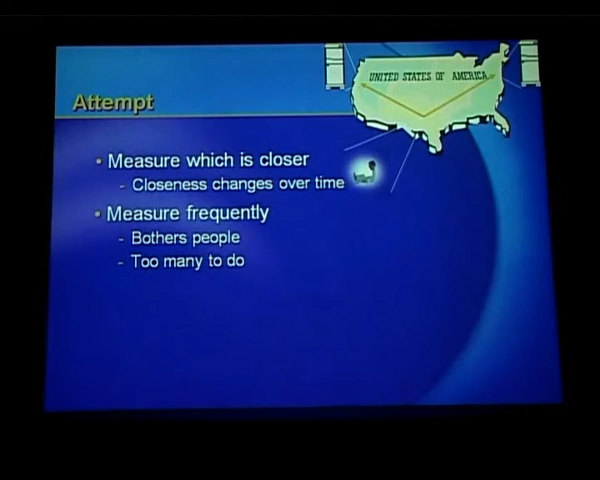 UNITED STATES OF AMERICA
Attempt
• Measure which is closer
- Closeness changes over time
• Measure frequently
- Bothers people
- Too many to do